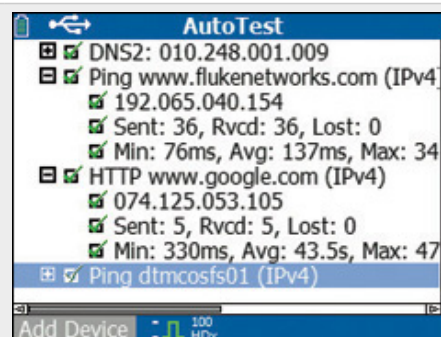 AutoTest
DNS2: 010.248.001.009
Ping www.flukenetworks.com (IPv4
192.065.040.154
Sent: 36, Rvcd: 36, Lost: 0
Min: 76ms, Avg: 137ms, Max: 34
HTTP www.google.com (IPv4)
074.125.053.105
Sent: 5, Rvcd: 5, Lost: 0
Min: 330ms, Avg: 43.5s, Max: 47
Ping dtmcosfs01 (IPv4)
Add Device
100
HDx